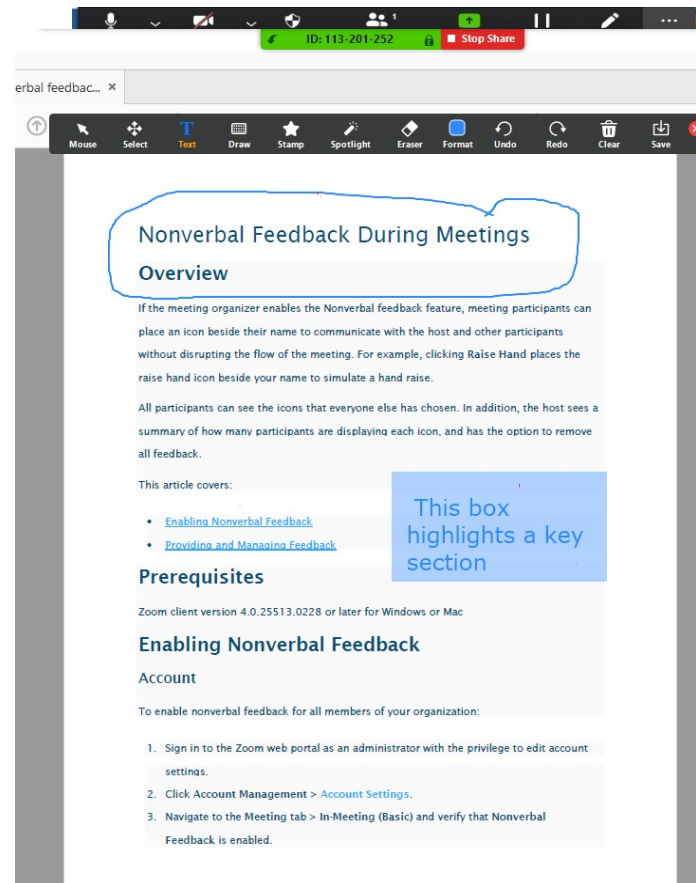 1
ID: 113-201-252
Stop Share
erbal feedbac... ×
Mouse Select Text Draw Stamp Spotlight Eraser Format Undo Redo Clear Save
Nonverbal Feedback During Meetings
Overview
If the meeting organizer enables the Nonverbal feedback feature, meeting participants can
place an icon beside their name to communicate with the host and other participants
without disrupting the flow of the meeting. For example, clicking Raise Hand places the
raise hand icon beside your name to simulate a hand raise.
All participants can see the icons that everyone else has chosen. In addition, the host sees a
summary of how many participants are displaying each icon, and has the option to remove
all feedback.
This article covers:
• Enabling Nonverbal Feedback
• Providing and Managing Feedback
This box
highlights a key
section
Prerequisites
Zoom client version 4.0.25513.0228 or later for Windows or Mac
Enabling Nonverbal Feedback
Account
To enable nonverbal feedback for all members of your organization:
1. Sign in to the Zoom web portal as an administrator with the privilege to edit account
settings.
2. Click Account Management > Account Settings.
3. Navigate to the Meeting tab > In-Meeting (Basic) and verify that Nonverbal
Feedback is enabled.